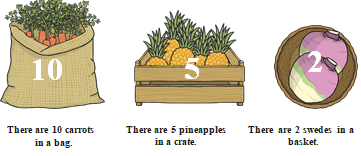 10
5
2
There are 10 carrots
in a bag.
There are 5 pineapples
in a crate.
There are 2 swedes in a
basket.